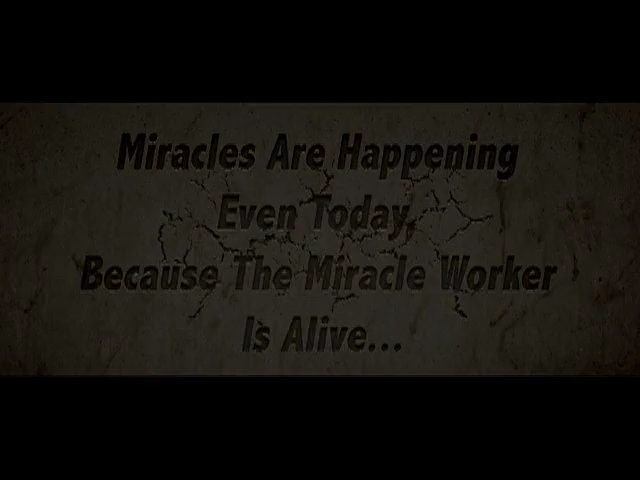 Miracles Are Happening
Even Today,
Because The Miracle Worker
Is Alive...